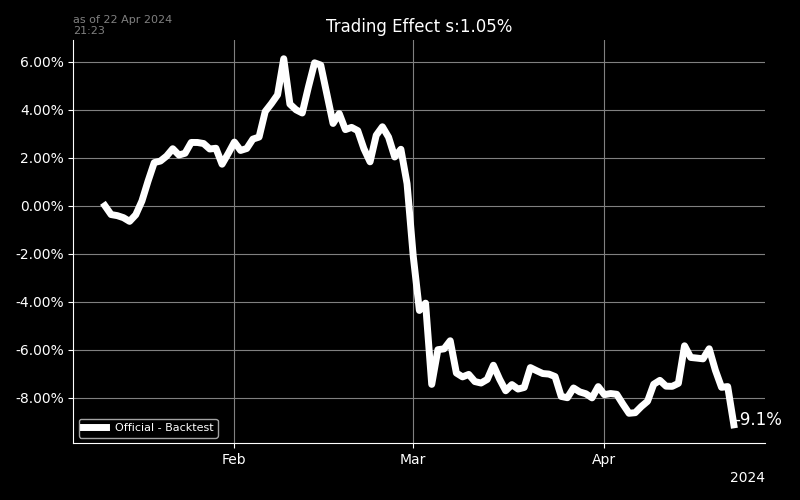 as of 22 Apr 2024
21:23
Trading Effect s:1.05%
6.00%
4.00%
2.00%
0.00%
-2.00%
-4.00%
-6.00%
-8.00%
-9.1%
Official - Backtest
Feb
Mar
Apr
2024